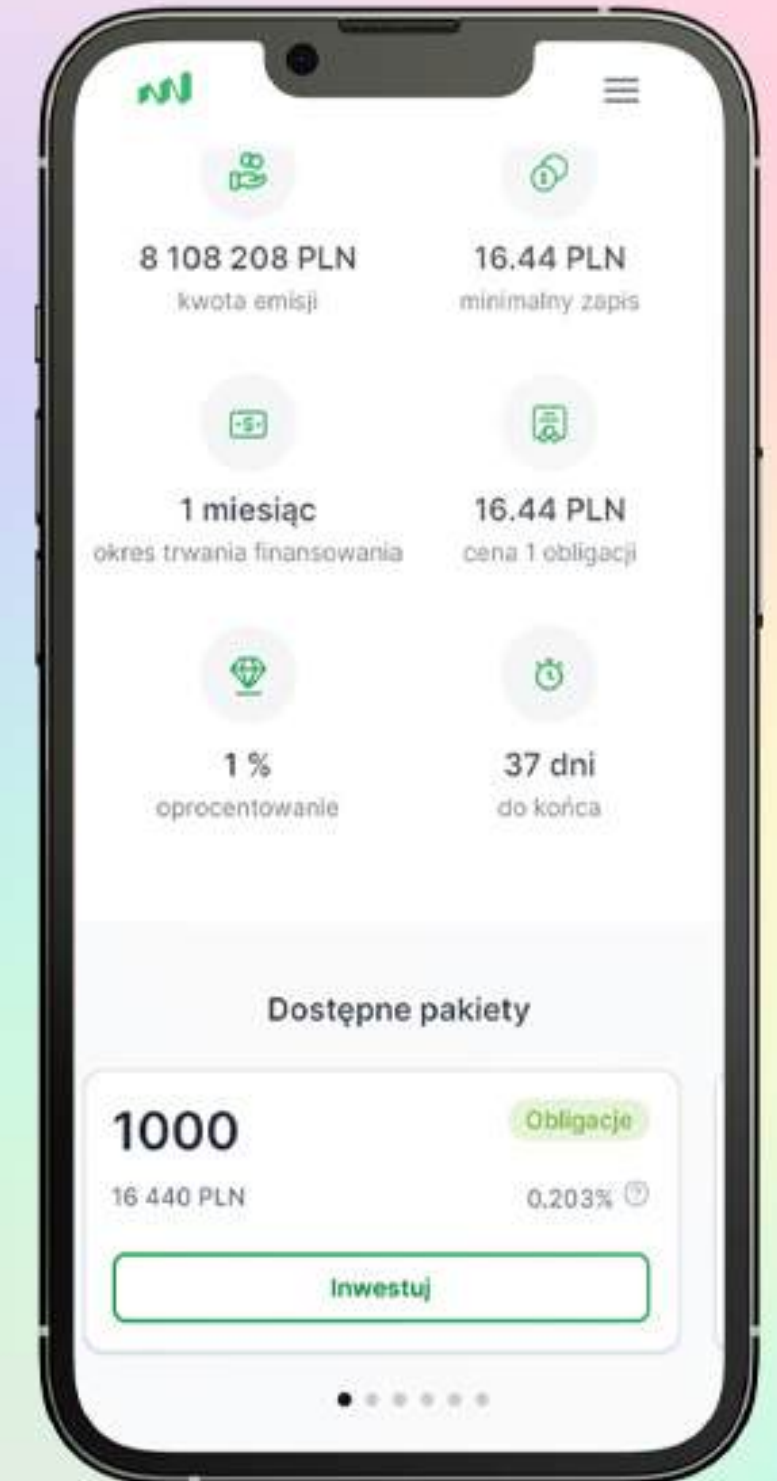 8 108 208 PLN
16.44 PLN
kwota emisji
minimalny zapis
1 miesiąc
16.44 PLN
okres trwania finansowania
cena 1 obligacji
1 %
37 dni
oprocentowanie
do końca
Dostępne pakiety
1000
Obligacje
16 440 PLN
0.203%
Inwestuj